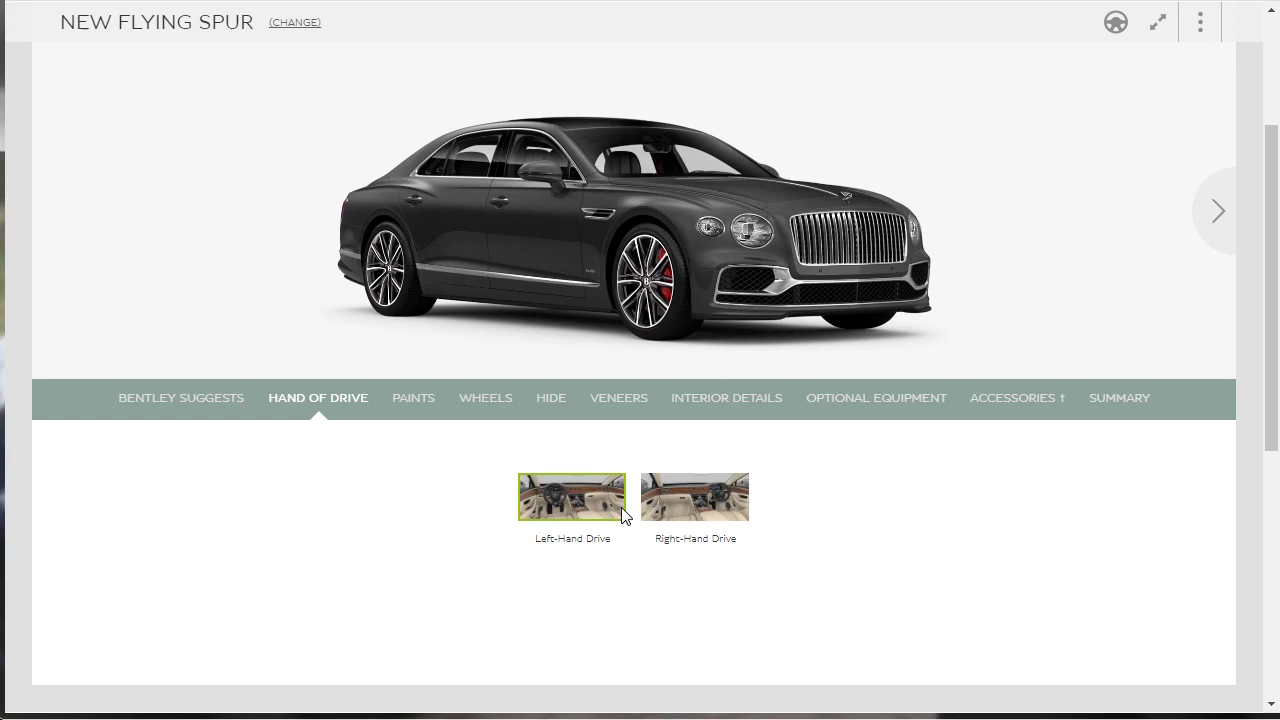 NEW FLYING SPUR (CHANGE)
BENTLEY SUGGESTS HAND OF DRIVE PAINTS WHEELS HIDE VENEERS INTERIOR DETAILS OPTIONAL EQUIPMENT ACCESSORIES † SUMMARY
Left-Hand Drive Right-Hand Drive